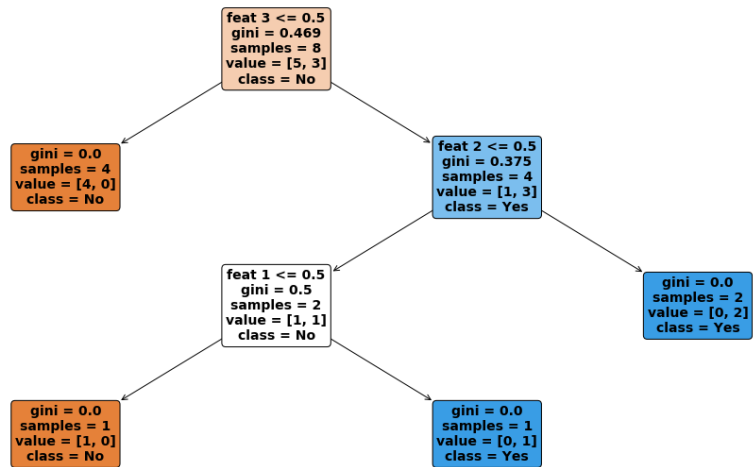 feat 3 <= 0.5
gini = 0.469
samples = 8
value = [5, 3]
class = No
gini = 0.0
samples = 4
value = [4, 0]
class = No
feat 2 <= 0.5
gini = 0.375
samples = 4
value = [1, 3]
class = Yes
feat 1 <= 0.5
gini = 0.5
samples = 2
value = [1, 1]
class = No
gini = 0.0
samples = 2
value = [0, 2]
class = Yes
gini = 0.0
samples = 1
value = [1, 0]
class = No
gini = 0.0
samples = 1
value = [0, 1]
class = Yes